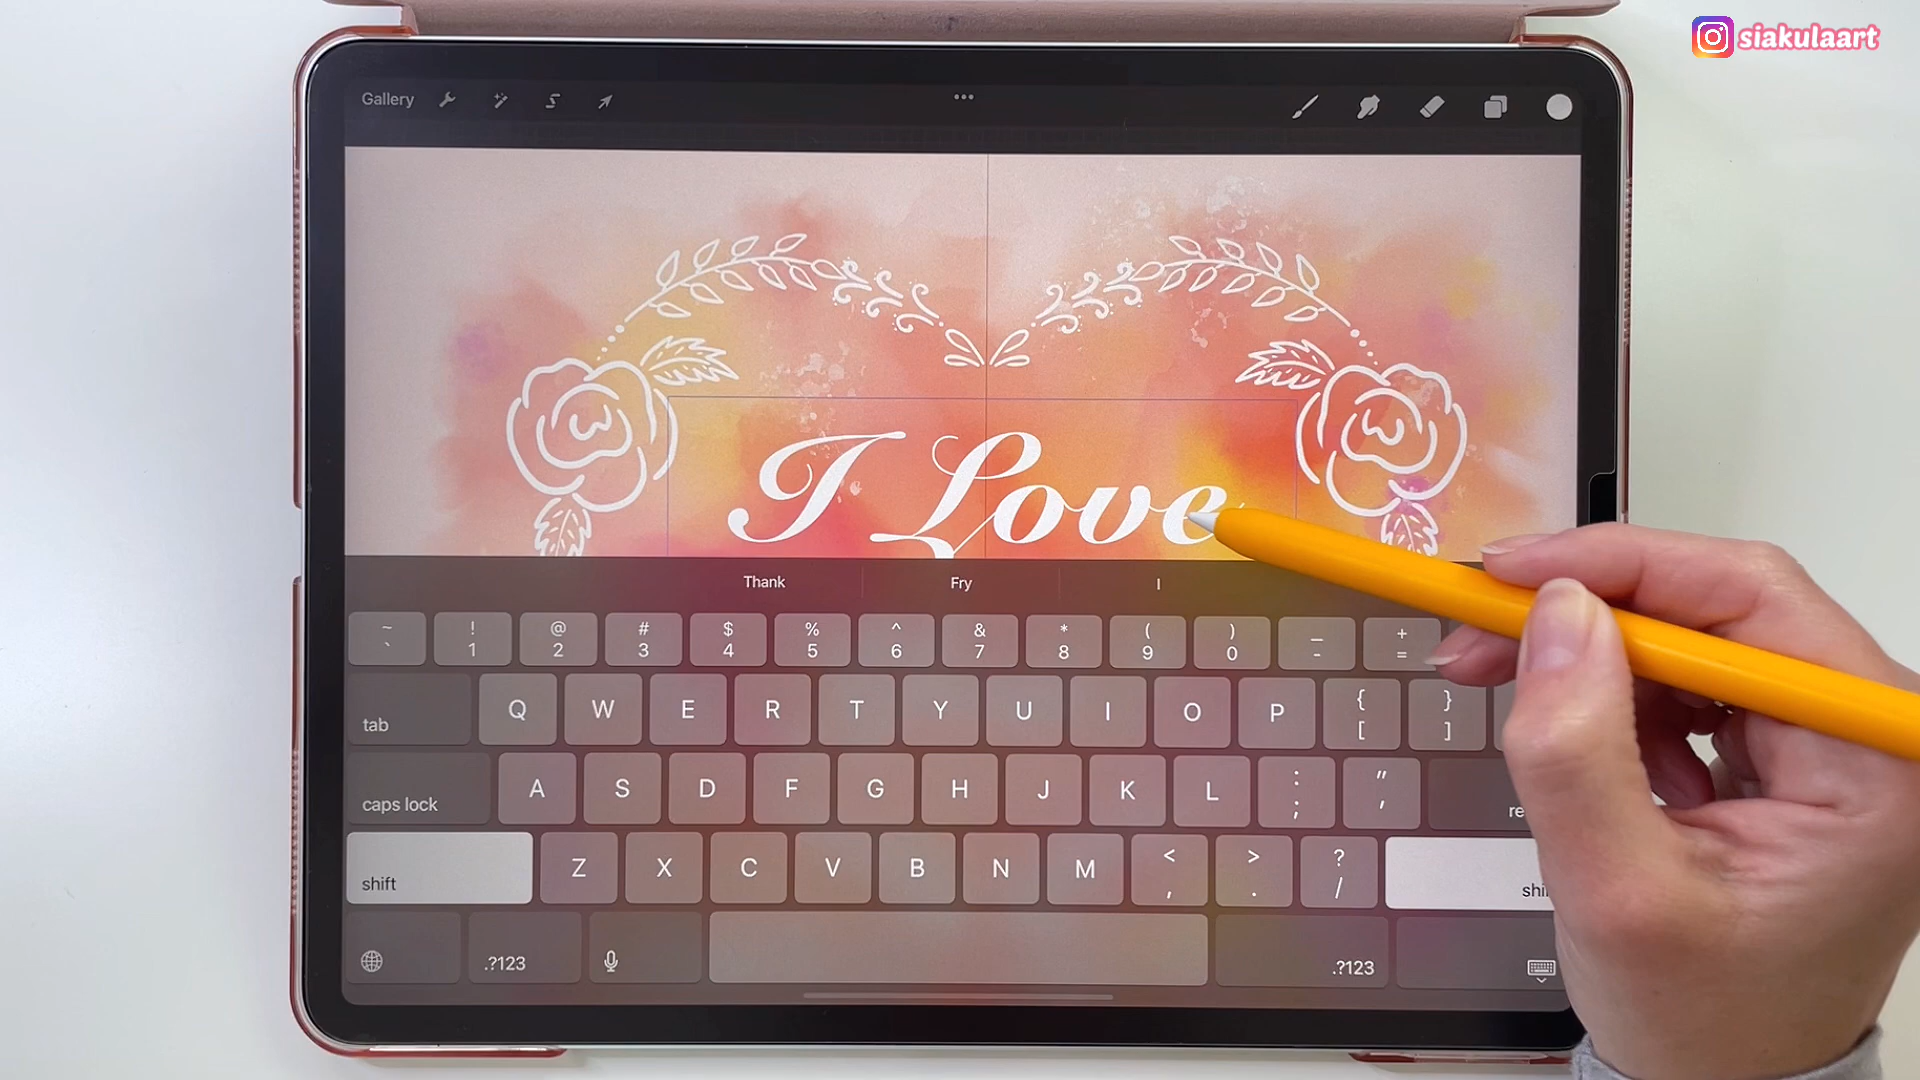 siakulaart
Gallery
I Love
Thank Fry I
~ ! @ # $ % ^ & * ( ) _ +
` 1 2 3 4 5 6 7 8 9 0 - =
tab Q W E R T Y U I O P { [ } ]
caps lock A S D F G H J K L : ; " '
shift Z X C V B N M < , > . ? /
.?123 .?123